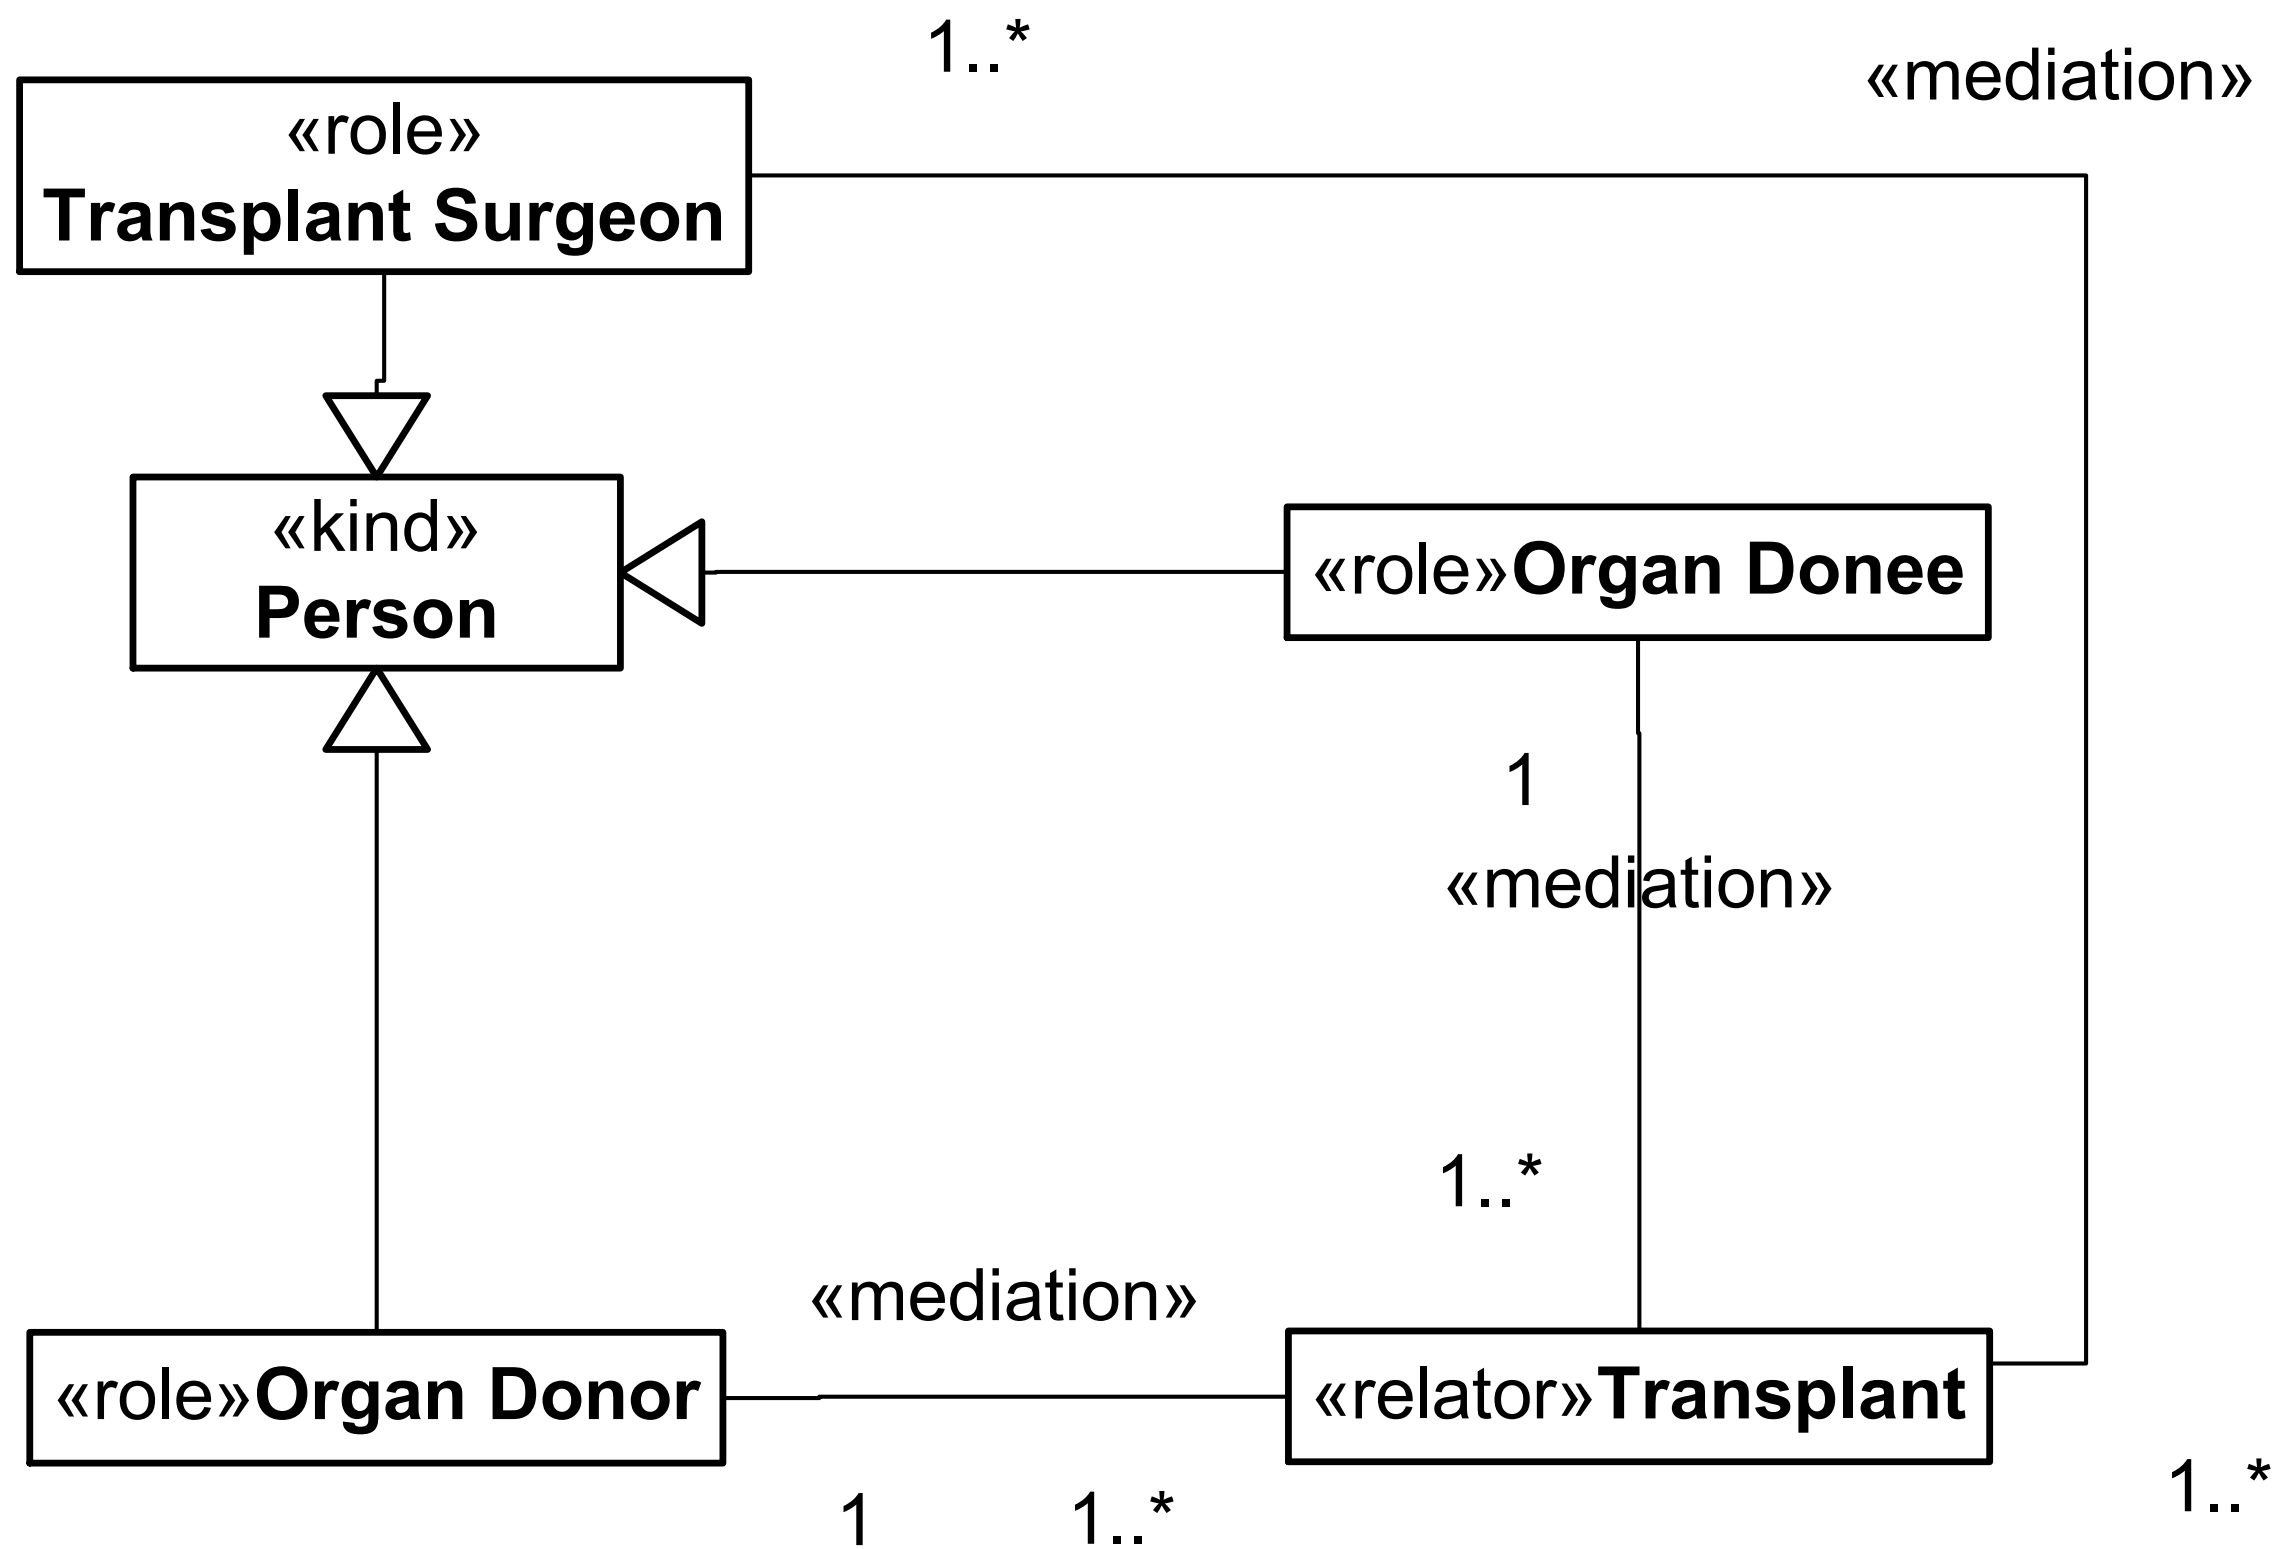 1..*
«mediation»
«role»
Transplant Surgeon
«kind»
Person
«role»Organ Donee
1
«mediation»
1..*
«mediation»
«role»Organ Donor
«relator»Transplant
1
1..*
1..*